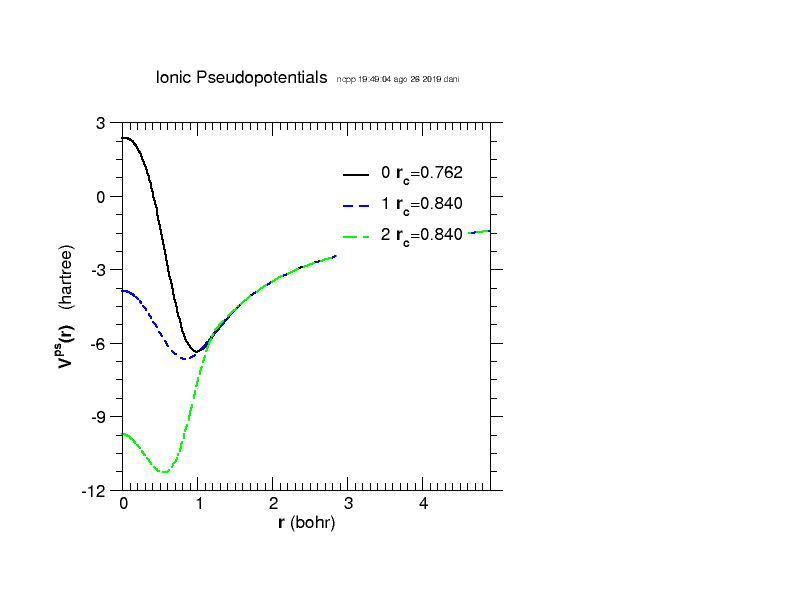 Ionic Pseudopotentials ncpp 19:49:04 ago 26 2019 dani
3
0
-3
-6
-9
-12
V^ps(r) (hartree)
0 r_c=0.762
1 r_c=0.840
2 r_c=0.840
0 1 2 3 4
r (bohr)